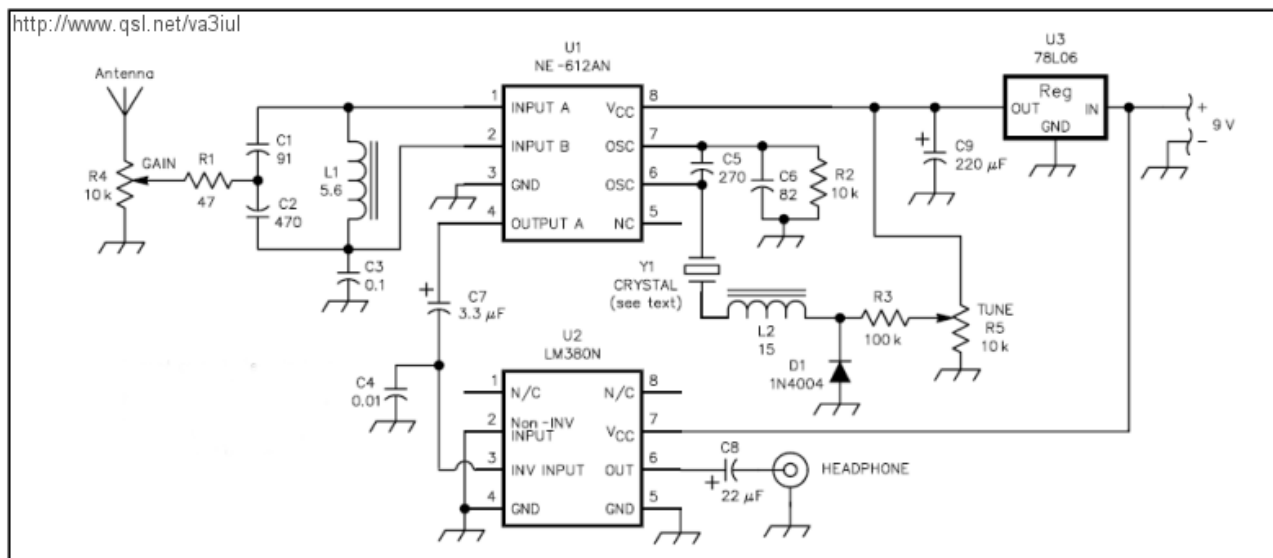 http://www.qsl.net/va3iul
Antenna
R4
10k
GAIN
R1
47
C1
91
C2
470
L1
5.6
C3
0.1
U1
NE-612AN
1
INPUT A
2
INPUT B
3
GND
4
OUTPUT A
VCC
8
OSC
7
OSC
6
NC
5
C5
270
C6
82
R2
10k
C9
+
220 μF
U3
78L06
Reg
OUT
IN
GND
+
9 V
-
Y1
CRYSTAL
(see text)
L2
15
R3
100k
TUNE
R5
10k
D1
1N4004
+
C7
3.3 μF
C4
0.01
U2
LM380N
1
N/C
2
Non-INV
INPUT
3
INV INPUT
4
GND
N/C
8
VCC
7
OUT
6
GND
5
C8
+
22 μF
HEADPHONE